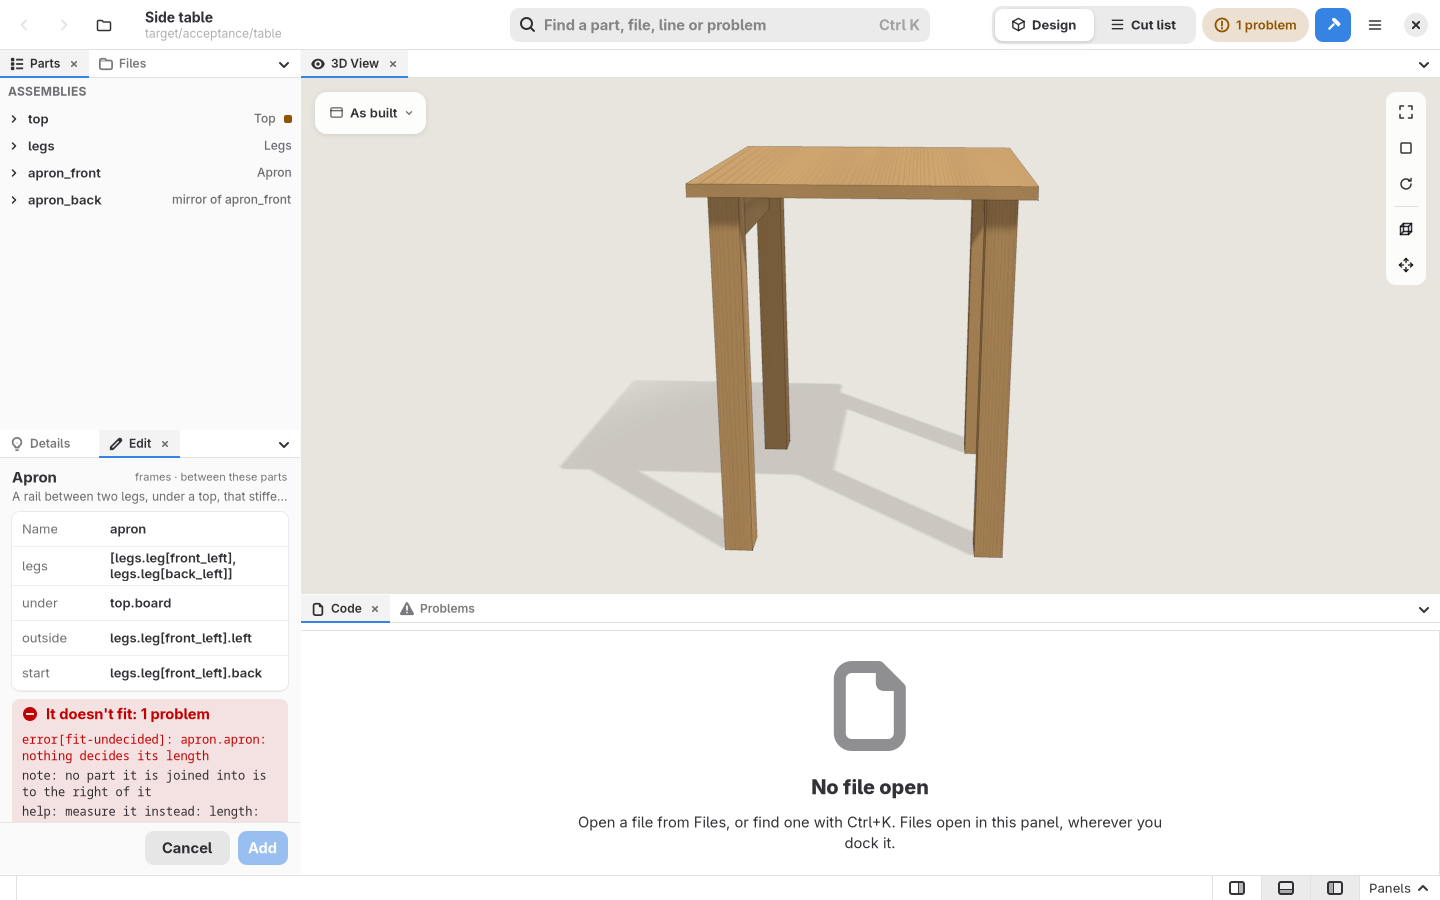 Side table
target/acceptance/table
Find a part, file, line or problem
Ctrl K
Design
Cut list
1 problem
Parts
Files
3D View
ASSEMBLIES
top
Top
legs
Legs
apron_front
Apron
apron_back
mirror of apron_front
As built
Details
Edit
Apron
frames · between these parts
A rail between two legs, under a top, that stiffe...
Name
apron
legs
[legs.leg[front_left],
legs.leg[back_left]]
under
top.board
outside
legs.leg[front_left].left
start
legs.leg[front_left].back
It doesn't fit: 1 problem
error[fit-undecided]: apron.apron:
nothing decides its length
note: no part it is joined into is
to the right of it
help: measure it instead: length:
Cancel
Add
Code
Problems
No file open
Open a file from Files, or find one with Ctrl+K. Files open in this panel, wherever you
dock it.
Panels